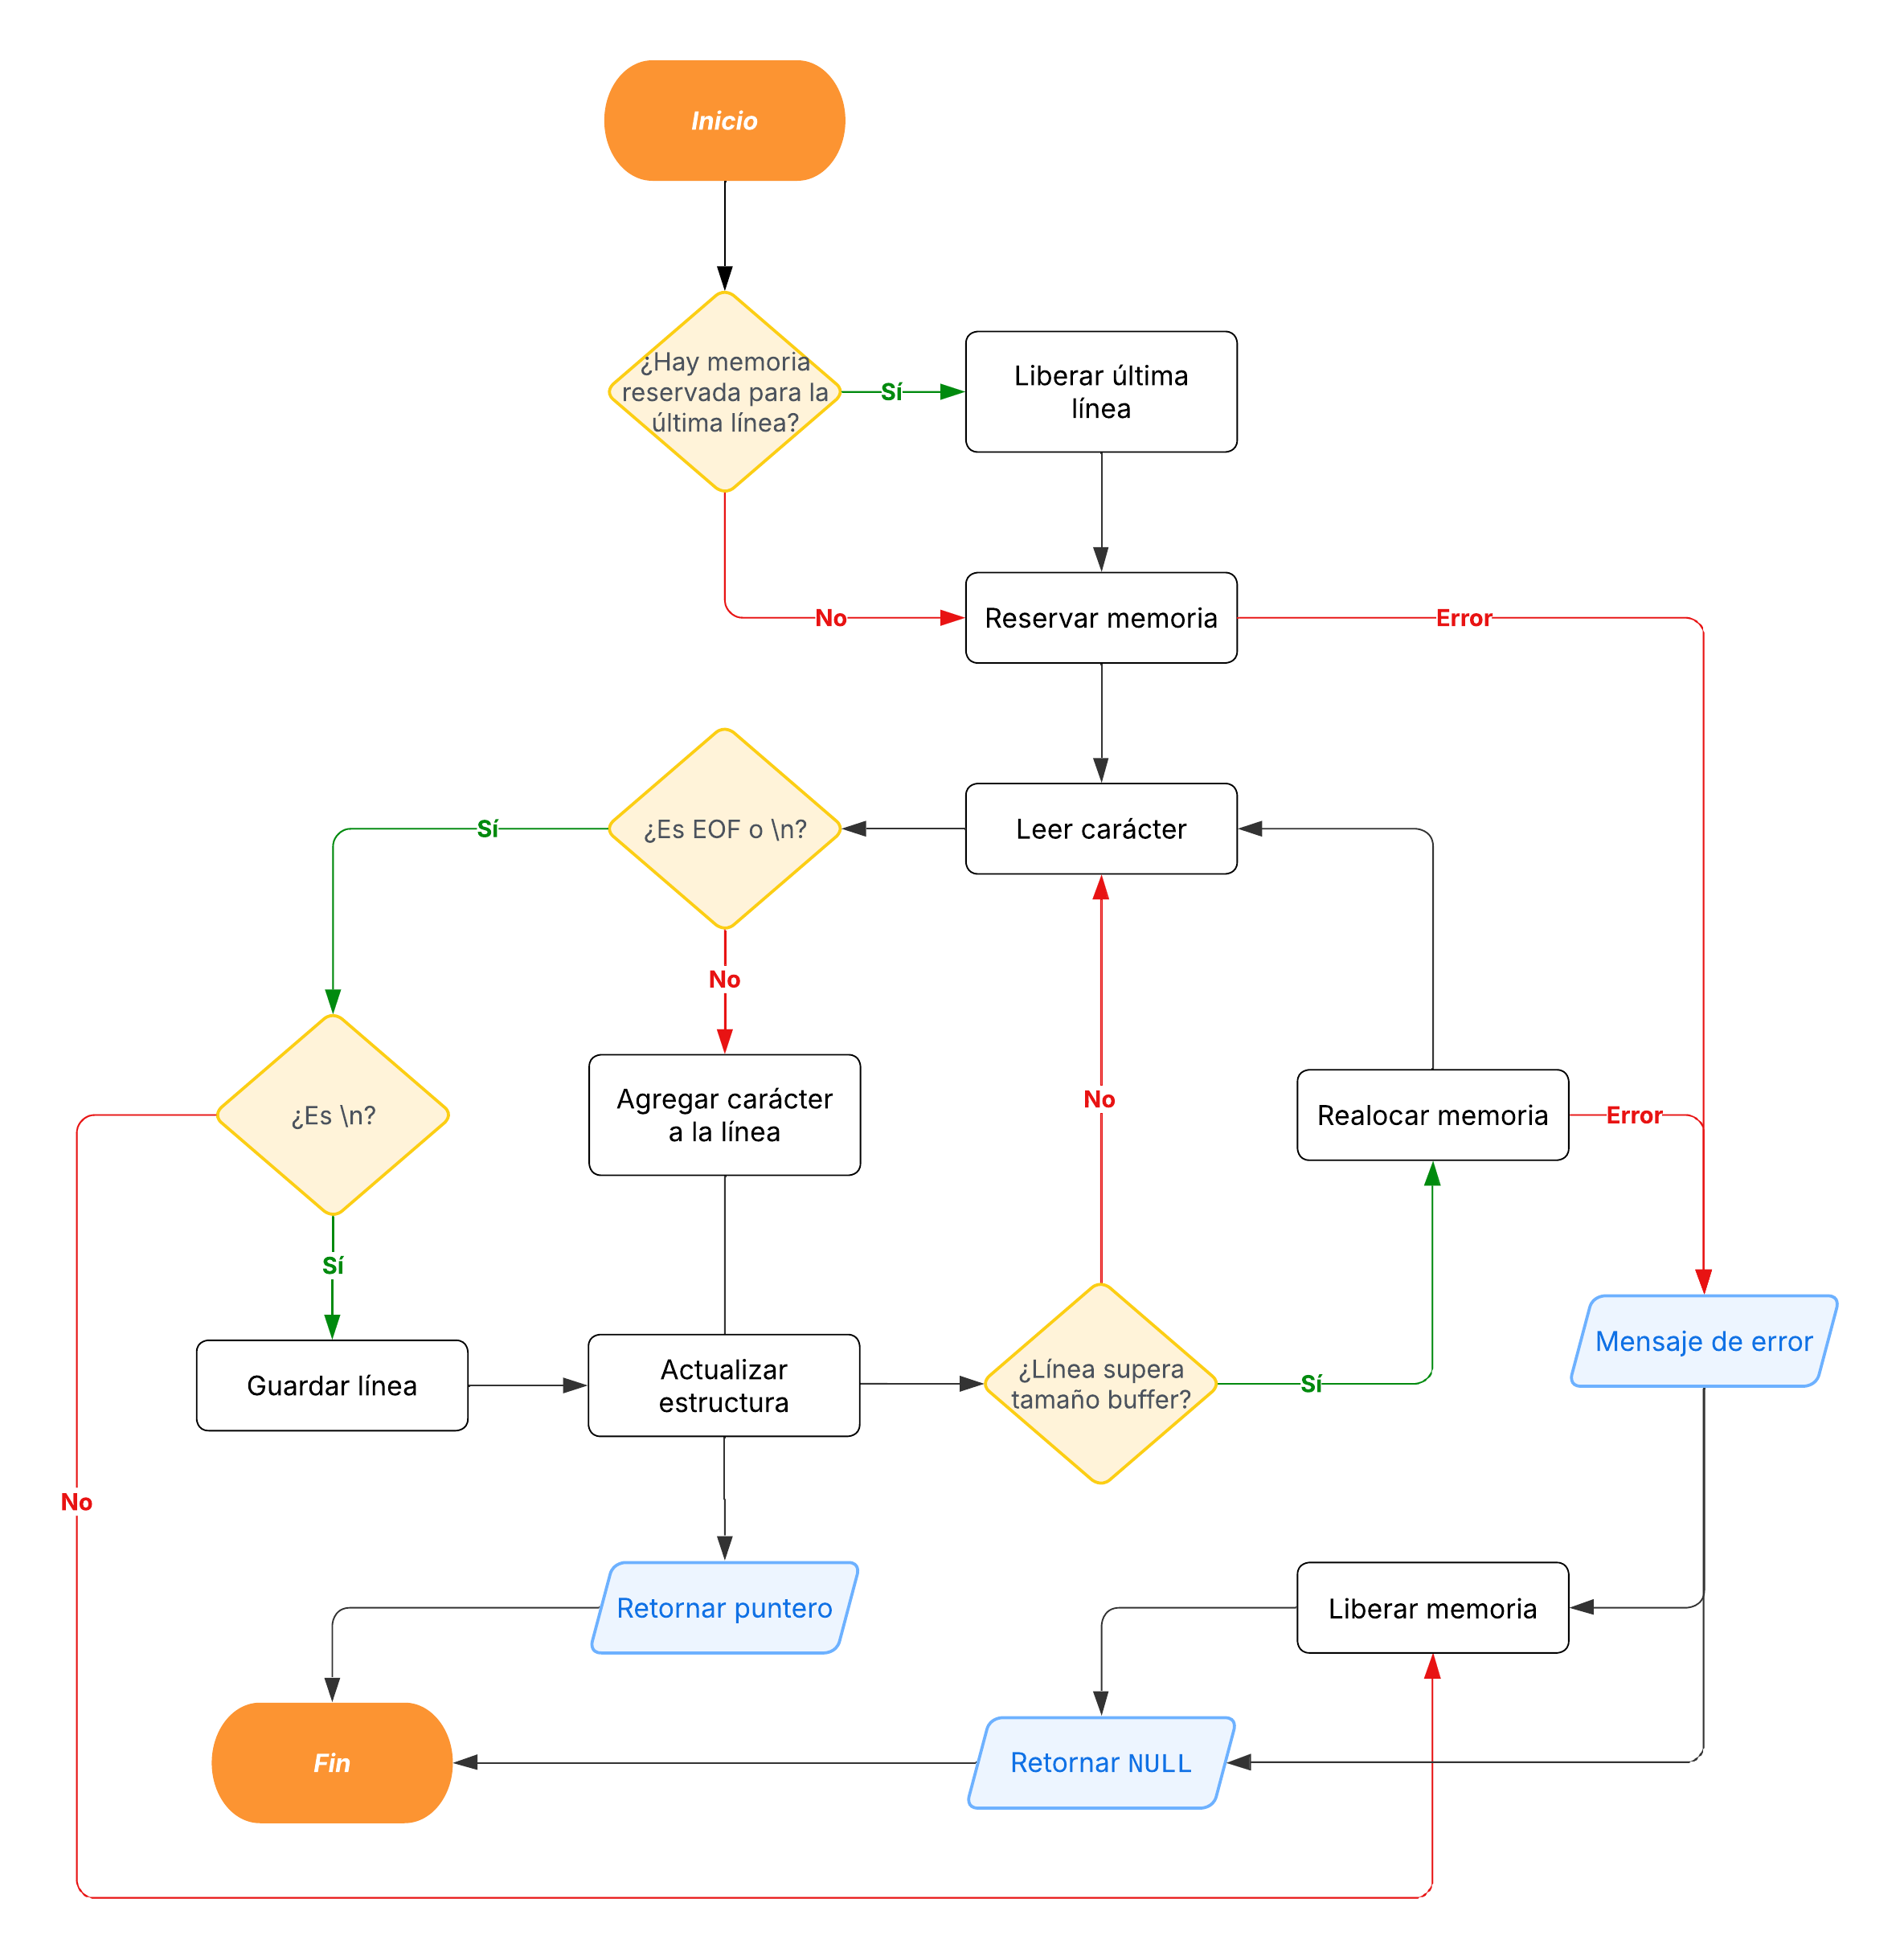 Inicio
¿Hay memoria
reservada para la
última línea?
Sí
Liberar última
línea
No
Reservar memoria
Error
Sí
¿Es EOF o \n?
Leer carácter
No
¿Es \n?
Agregar carácter
a la línea
No
Realocar memoria
Error
Sí
Guardar línea
Actualizar
estructura
¿Línea supera
tamaño buffer?
Sí
Mensaje de error
No
Retornar puntero
Liberar memoria
Fin
Retornar NULL